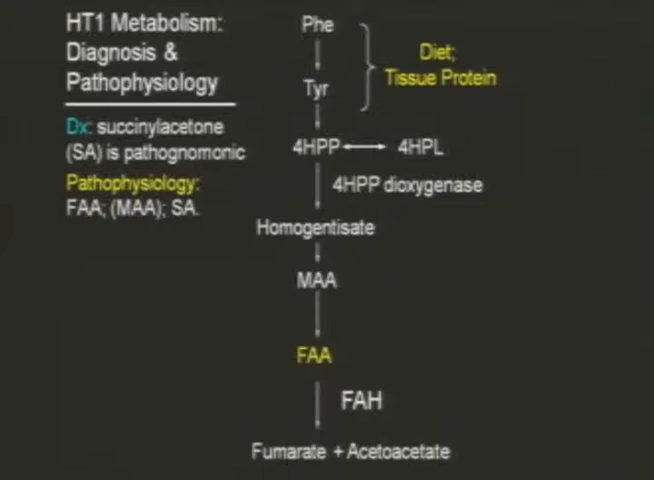 HT1 Metabolism:
Diagnosis &
Pathophysiology
Dx: succinylacetone
(SA) is pathognomonic
Pathophysiology:
FAA; (MAA); SA.
Phe
Tyr
Diet;
Tissue Protein
4HPP 4HPL
4HPP dioxygenase
Homogentisate
MAA
FAA
FAH
Fumarate + Acetoacetate